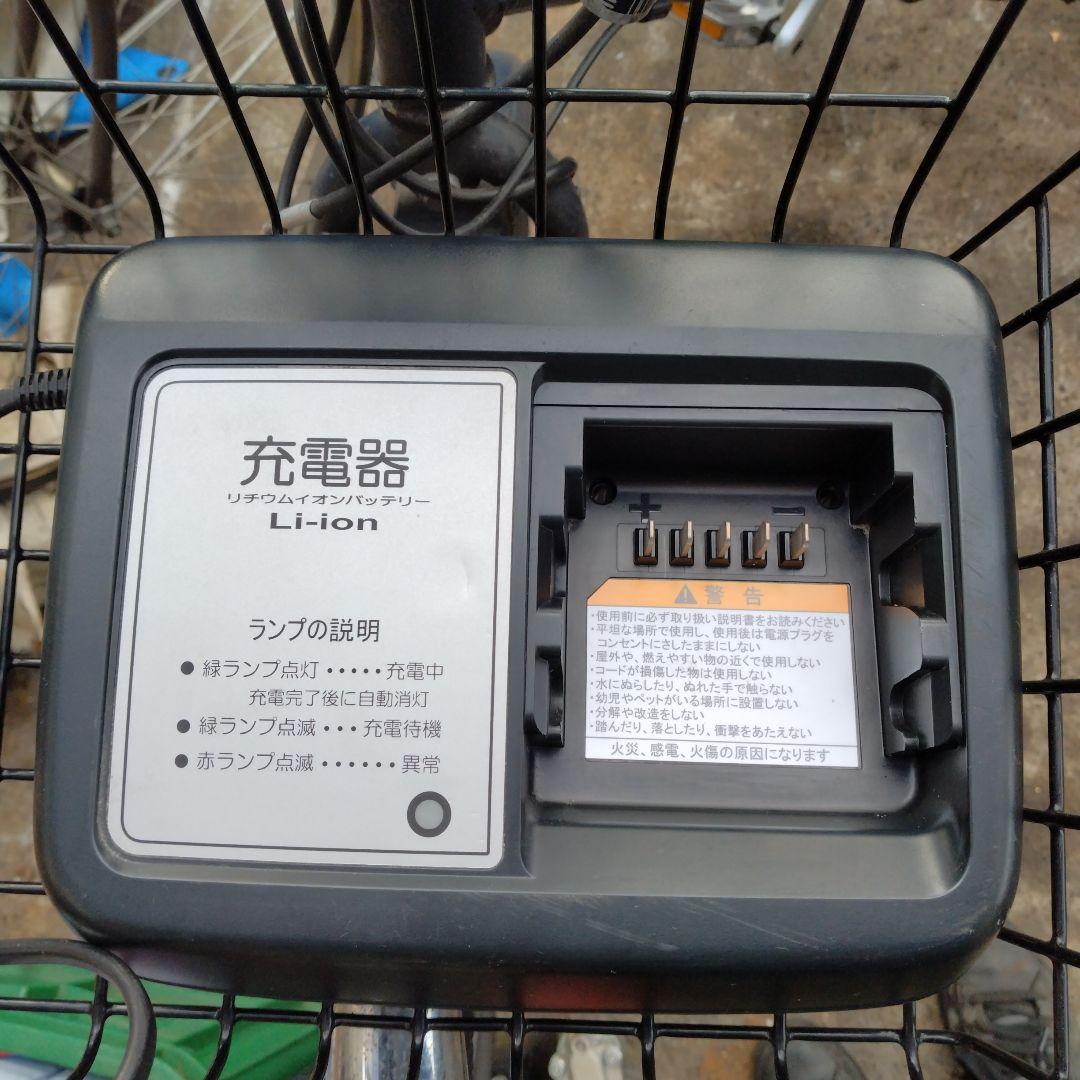 充電器
リチウムイオンバッテリー
Li-ion
ランプの説明
● 緑ランプ点灯 ・・・・・ 充電中
充電完了後に自動消灯
● 緑ランプ点滅 ・・・ 充電待機
● 赤ランプ点滅 ・・・・・・ 異常
+ −
警告
・使用前に必ず取り扱い説明書をお読みください
・平坦な場所で使用し、使用後は電源プラグを
コンセントにさしたままにしない
・屋外や、燃えやすい物の近くで使用しない
・コードが損傷した物は使用しない
・水にぬらしたり、ぬれた手で触らない
・幼児やペットがいる場所に設置しない
・分解や改造をしない
・踏んだり、落としたり、衝撃をあたえない
火災、感電、火傷の原因になります